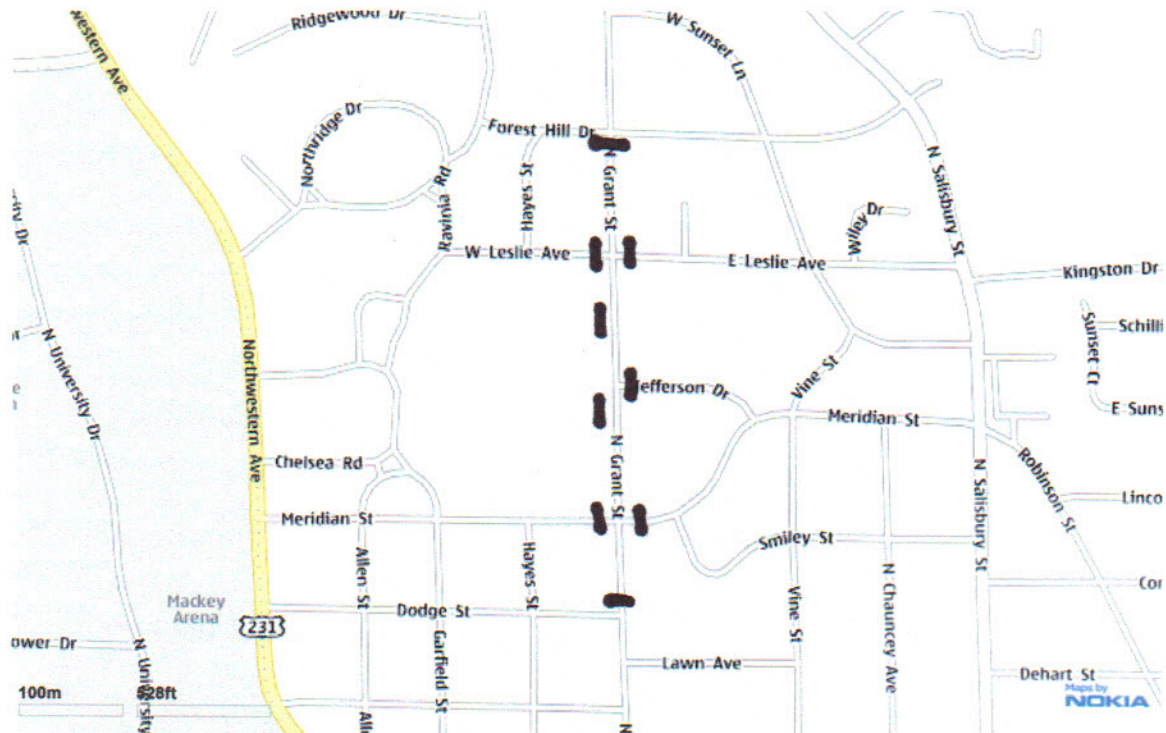 Ridgewood Dr
W Sunset Ln
Northwestern Ave
Northridge Dr
Forest Hill Dr
N Salisbury St
N Grant St
Hayes St
Ravinia Rd
Wiley Dr
W Leslie Ave
E Leslie Ave
Kingston Dr
N University Dr
Northwestern Ave
Sunset Ct
Schilli
Vine St
Jefferson Dr
Meridian St
E Suns
N Grant St
Chelsea Rd
N Salisbury St
Robinson St
Linco
Meridian St
Smiley St
Allen St
Hayes St
N Chauncey Ave
Vine St
Mackey
Arena
Dodge St
231
Garfield St
ower Dr
N University
Lawn Ave
Dehart St
100m
528ft
Maps by
NOKIA